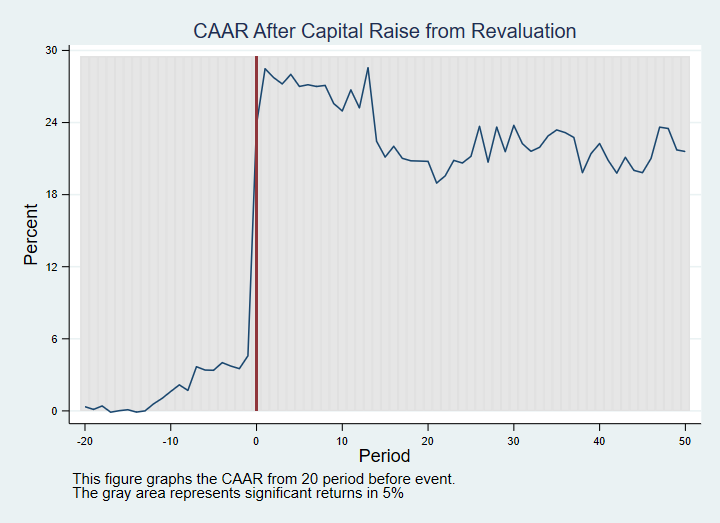 CAAR After Capital Raise from Revaluation
30
24
18
12
6
0
Percent
-20 -10 0 10 20 30 40 50
Period
This figure graphs the CAAR from 20 period before event.
The gray area represents significant returns in 5%